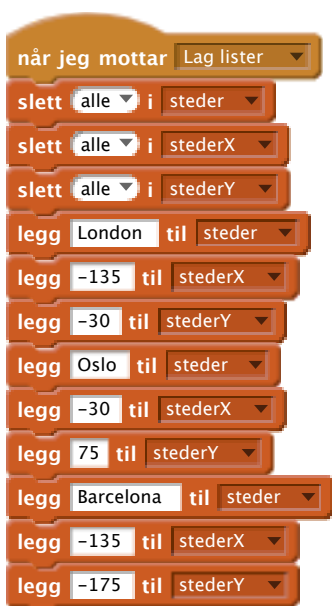 når jeg mottar Lag lister
slett alle i steder
slett alle i stederX
slett alle i stederY
legg London til steder
legg -135 til stederX
legg -30 til stederY
legg Oslo til steder
legg -30 til stederX
legg 75 til stederY
legg Barcelona til steder
legg -135 til stederX
legg -175 til stederY